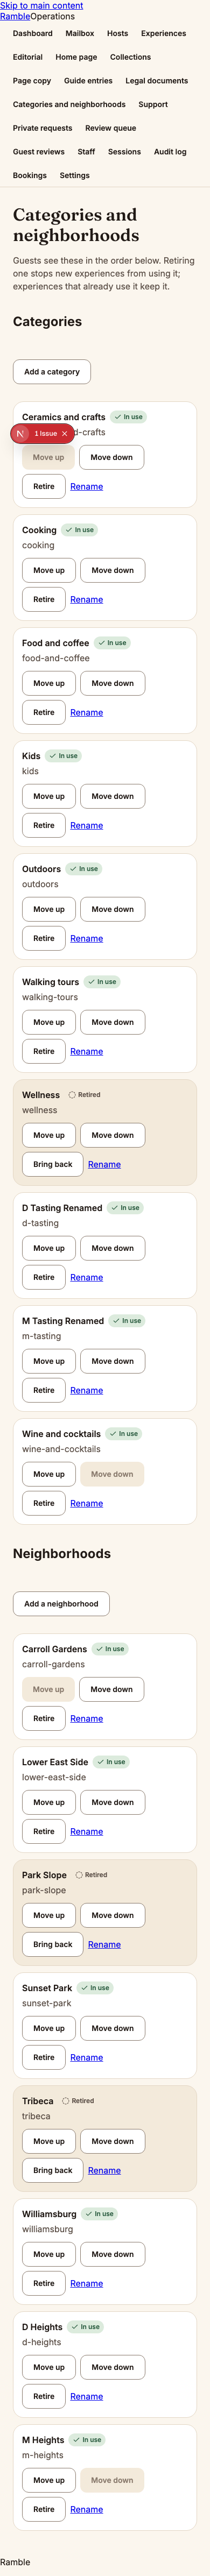 Skip to main content
RambleOperations
Dashboard Mailbox Hosts Experiences
Editorial Home page Collections
Page copy Guide entries Legal documents
Categories and neighborhoods Support
Private requests Review queue
Guest reviews Staff Sessions Audit log
Bookings Settings
Categories and
neighborhoods
Guests see these in the order below. Retiring
one stops new experiences from using it;
experiences that already use it keep it.
Categories
Add a category
Ceramics and crafts In use
N 1 Issue d-crafts
Move up Move down
Retire Rename
Cooking In use
cooking
Move up Move down
Retire Rename
Food and coffee In use
food-and-coffee
Move up Move down
Retire Rename
Kids In use
kids
Move up Move down
Retire Rename
Outdoors In use
outdoors
Move up Move down
Retire Rename
Walking tours In use
walking-tours
Move up Move down
Retire Rename
Wellness Retired
wellness
Move up Move down
Bring back Rename
D Tasting Renamed In use
d-tasting
Move up Move down
Retire Rename
M Tasting Renamed In use
m-tasting
Move up Move down
Retire Rename
Wine and cocktails In use
wine-and-cocktails
Move up Move down
Retire Rename
Neighborhoods
Add a neighborhood
Carroll Gardens In use
carroll-gardens
Move up Move down
Retire Rename
Lower East Side In use
lower-east-side
Move up Move down
Retire Rename
Park Slope Retired
park-slope
Move up Move down
Bring back Rename
Sunset Park In use
sunset-park
Move up Move down
Retire Rename
Tribeca Retired
tribeca
Move up Move down
Bring back Rename
Williamsburg In use
williamsburg
Move up Move down
Retire Rename
D Heights In use
d-heights
Move up Move down
Retire Rename
M Heights In use
m-heights
Move up Move down
Retire Rename
Ramble